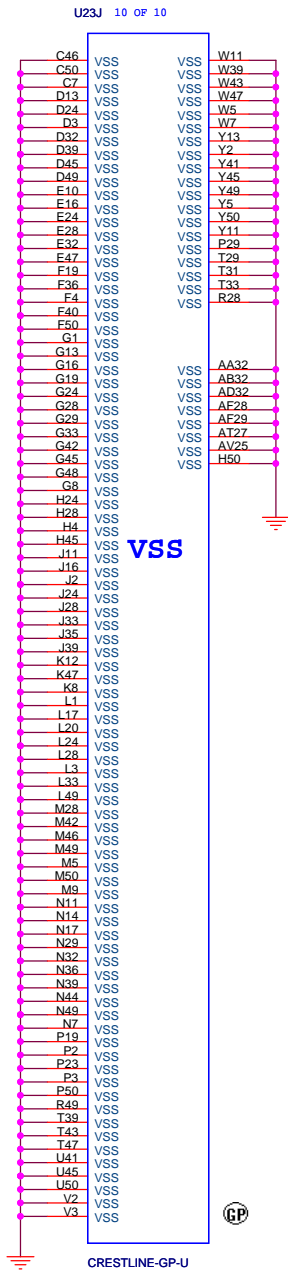 U23J 10 OF 10
C46 VSS VSS W11
C50 VSS VSS W39
C7 VSS VSS W43
D13 VSS VSS W47
D24 VSS VSS W5
D3 VSS VSS W7
D32 VSS VSS Y13
D39 VSS VSS Y2
D45 VSS VSS Y41
D49 VSS VSS Y45
E10 VSS VSS Y49
E16 VSS VSS Y5
E24 VSS VSS Y50
E28 VSS VSS Y11
E32 VSS VSS P29
E47 VSS VSS T29
F19 VSS VSS T31
F36 VSS VSS T33
F4 VSS VSS R28
F40 VSS
F50 VSS
G1 VSS
G13 VSS
G16 VSS VSS AA32
G19 VSS VSS AB32
G24 VSS VSS AD32
G28 VSS VSS AF28
G29 VSS VSS AF29
G33 VSS VSS AT27
G42 VSS VSS AV25
G45 VSS VSS H50
G48 VSS
G8 VSS
H24 VSS
H28 VSS
H4 VSS
H45 VSS
VSS
J11 VSS
J16 VSS
J2 VSS
J24 VSS
J28 VSS
J33 VSS
J35 VSS
J39 VSS
K12 VSS
K47 VSS
K8 VSS
L1 VSS
L17 VSS
L20 VSS
L24 VSS
L28 VSS
L3 VSS
L33 VSS
L49 VSS
M28 VSS
M42 VSS
M46 VSS
M49 VSS
M5 VSS
M50 VSS
M9 VSS
N11 VSS
N14 VSS
N17 VSS
N29 VSS
N32 VSS
N36 VSS
N39 VSS
N44 VSS
N49 VSS
N7 VSS
P19 VSS
P2 VSS
P23 VSS
P3 VSS
P50 VSS
R49 VSS
T39 VSS
T43 VSS
T47 VSS
U41 VSS
U45 VSS
U50 VSS
V2 VSS
V3 VSS
GP
CRESTLINE-GP-U